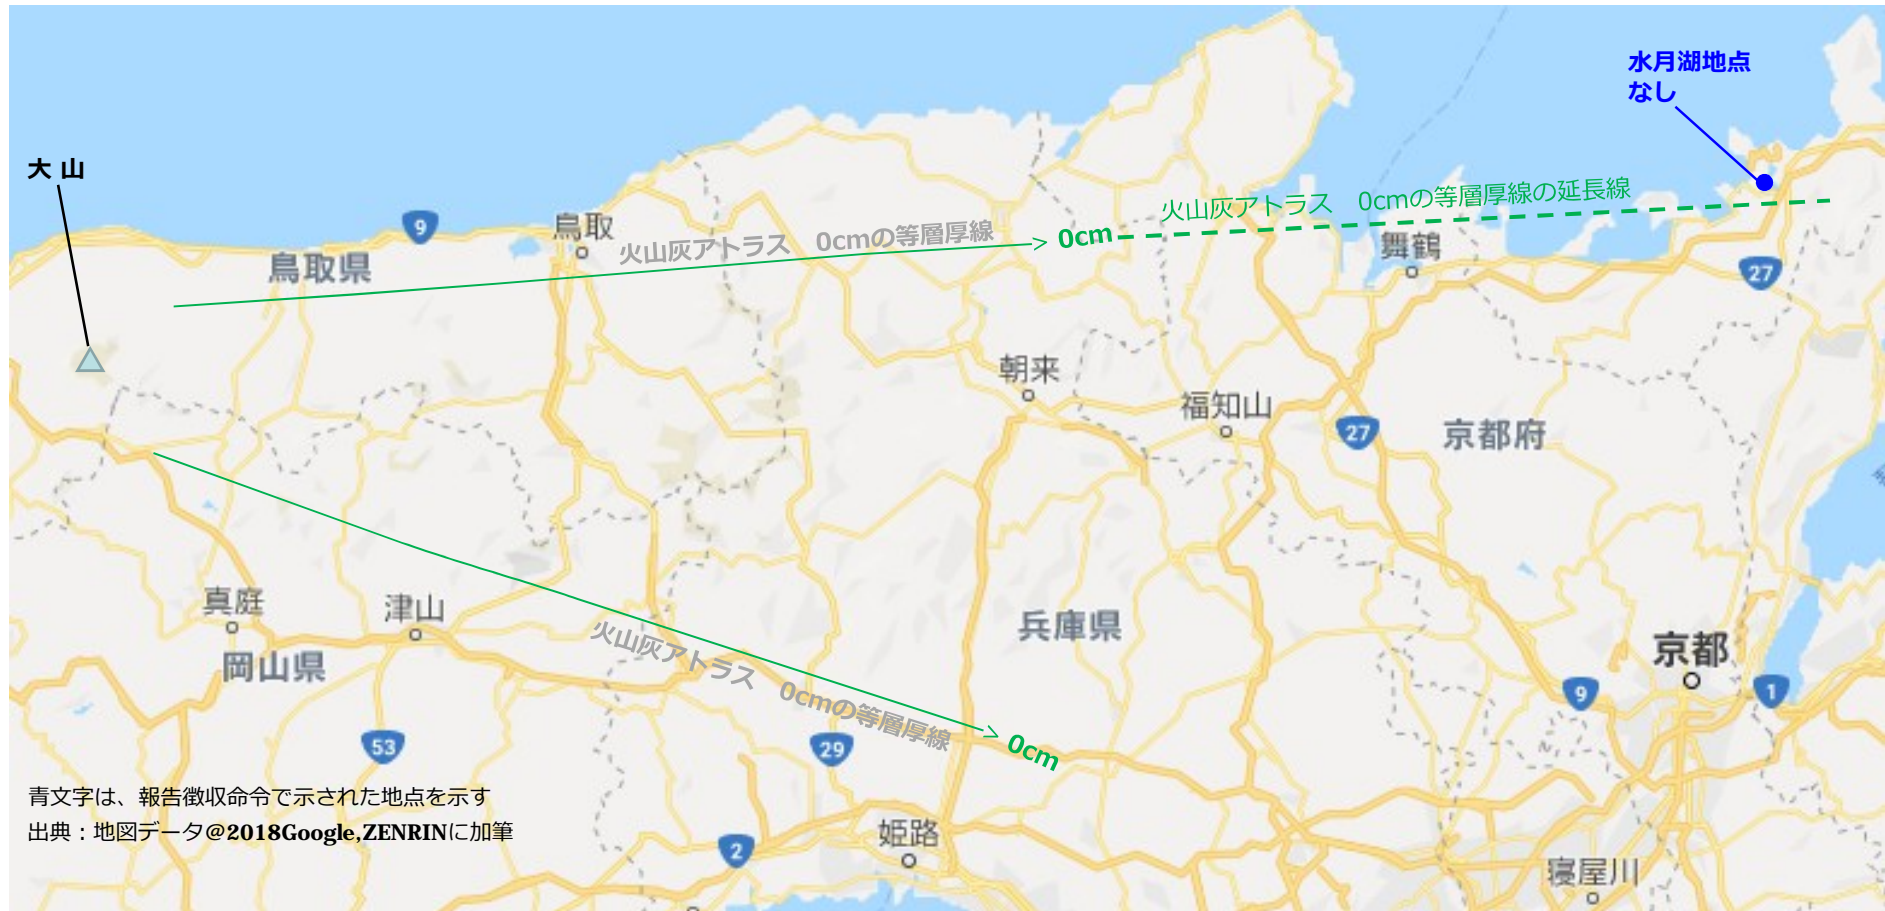 水月湖地点
なし
大 山
火山灰アトラス　0cmの等層厚線の延長線
9
鳥取
火山灰アトラス　0cmの等層厚線
0cm
舞鶴
鳥取県
27
朝来
福知山
27
京都府
真庭
津山
兵庫県
火山灰アトラス　0cmの等層厚線
0cm
京都
岡山県
9
1
53
29
青文字は、報告徴収命令で示された地点を示す
出典：地図データ@2018Google,ZENRINに加筆
姫路
2
寝屋川